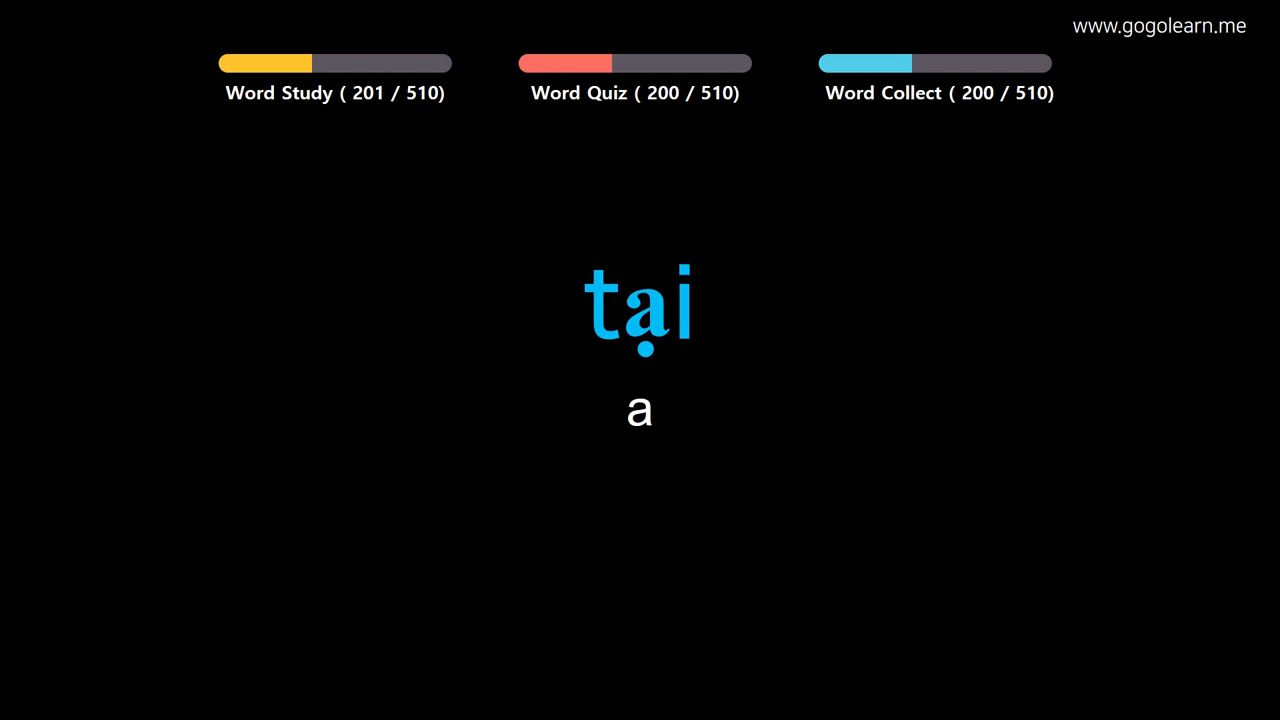 www.gogolearn.me
Word Study ( 201 / 510)
Word Quiz ( 200 / 510)
Word Collect ( 200 / 510)
tại
a